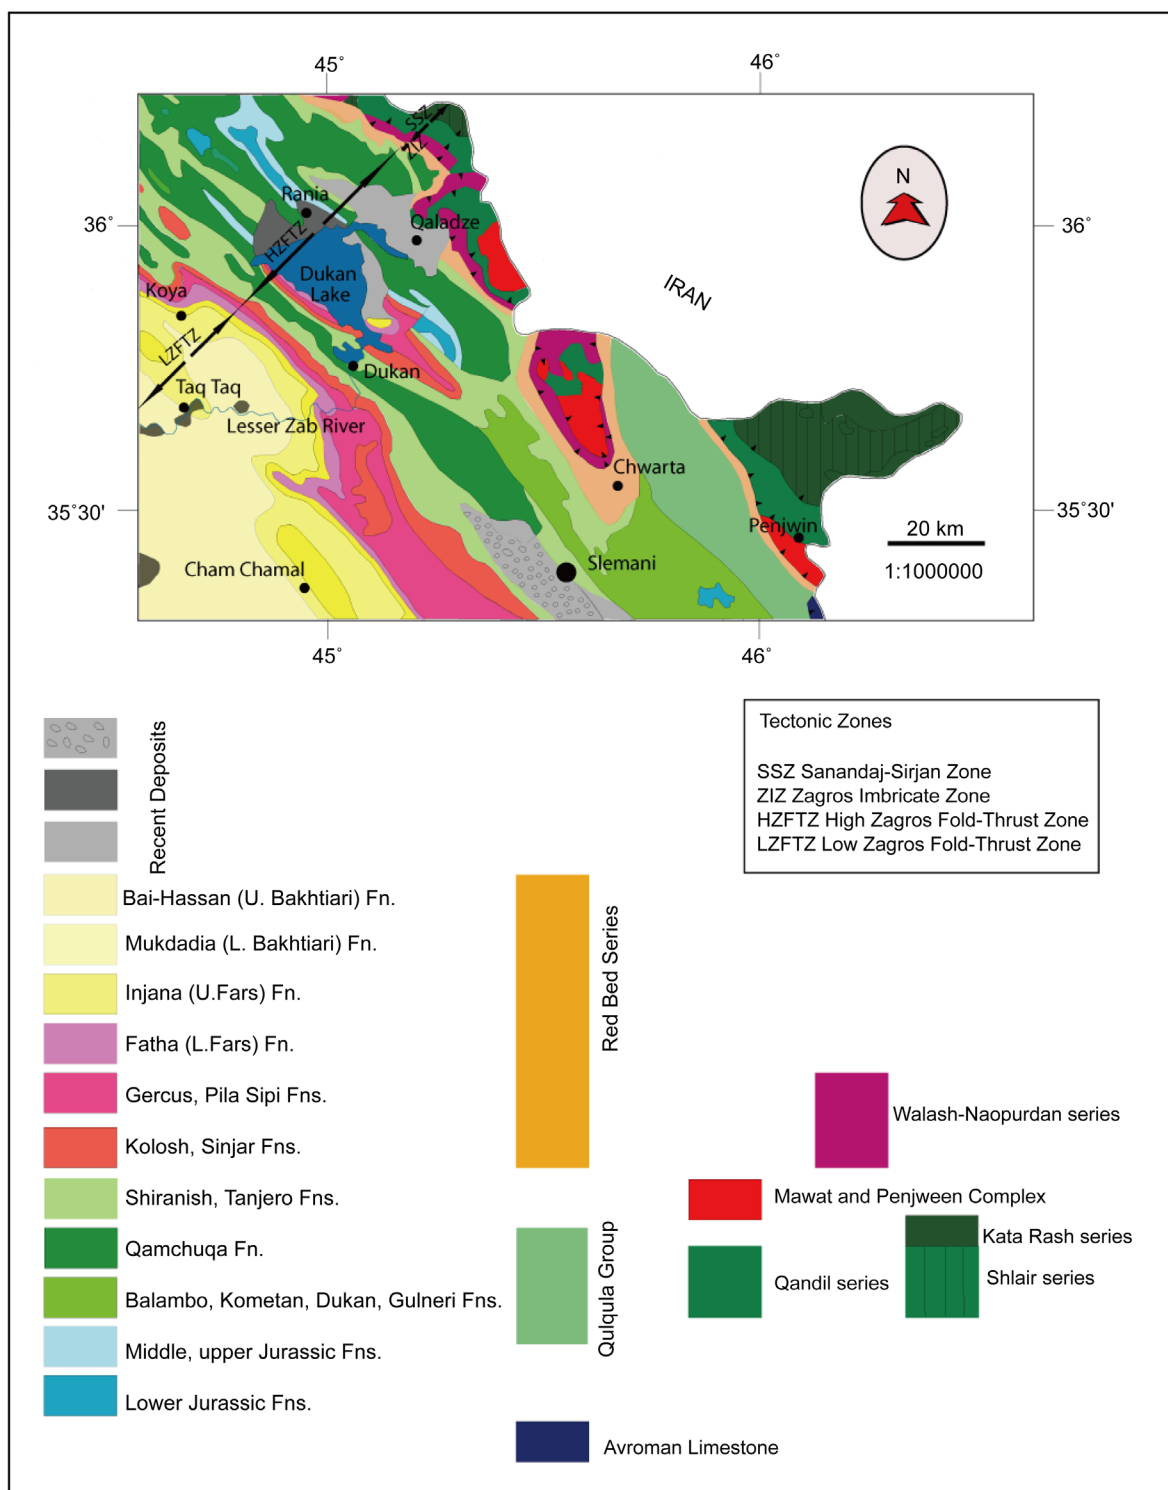 45°
46°
SSZ
ZIZ
N
Rania
36°
Qaladze
36°
HZFTZ
Dukan
Lake
IRAN
Koya
LZFTZ
Dukan
Taq Taq
Lesser Zab River
Chwarta
35°30'
Penjwin
35°30'
20 km
Slemani
Cham Chamal
1:1000000
45°
46°
Recent Deposits
Tectonic Zones
SSZ Sanandaj-Sirjan Zone
ZIZ Zagros Imbricate Zone
HZFTZ High Zagros Fold-Thrust Zone
LZFTZ Low Zagros Fold-Thrust Zone
Bai-Hassan (U. Bakhtiari) Fn.
Mukdadia (L. Bakhtiari) Fn.
Injana (U.Fars) Fn.
Fatha (L.Fars) Fn.
Gercus, Pila Sipi Fns.
Kolosh, Sinjar Fns.
Shiranish, Tanjero Fns.
Qamchuqa Fn.
Balambo, Kometan, Dukan, Gulneri Fns.
Middle, upper Jurassic Fns.
Lower Jurassic Fns.
Red Bed Series
Qulqula Group
Avroman Limestone
Walash-Naopurdan series
Mawat and Penjween Complex
Kata Rash series
Qandil series
Shlair series